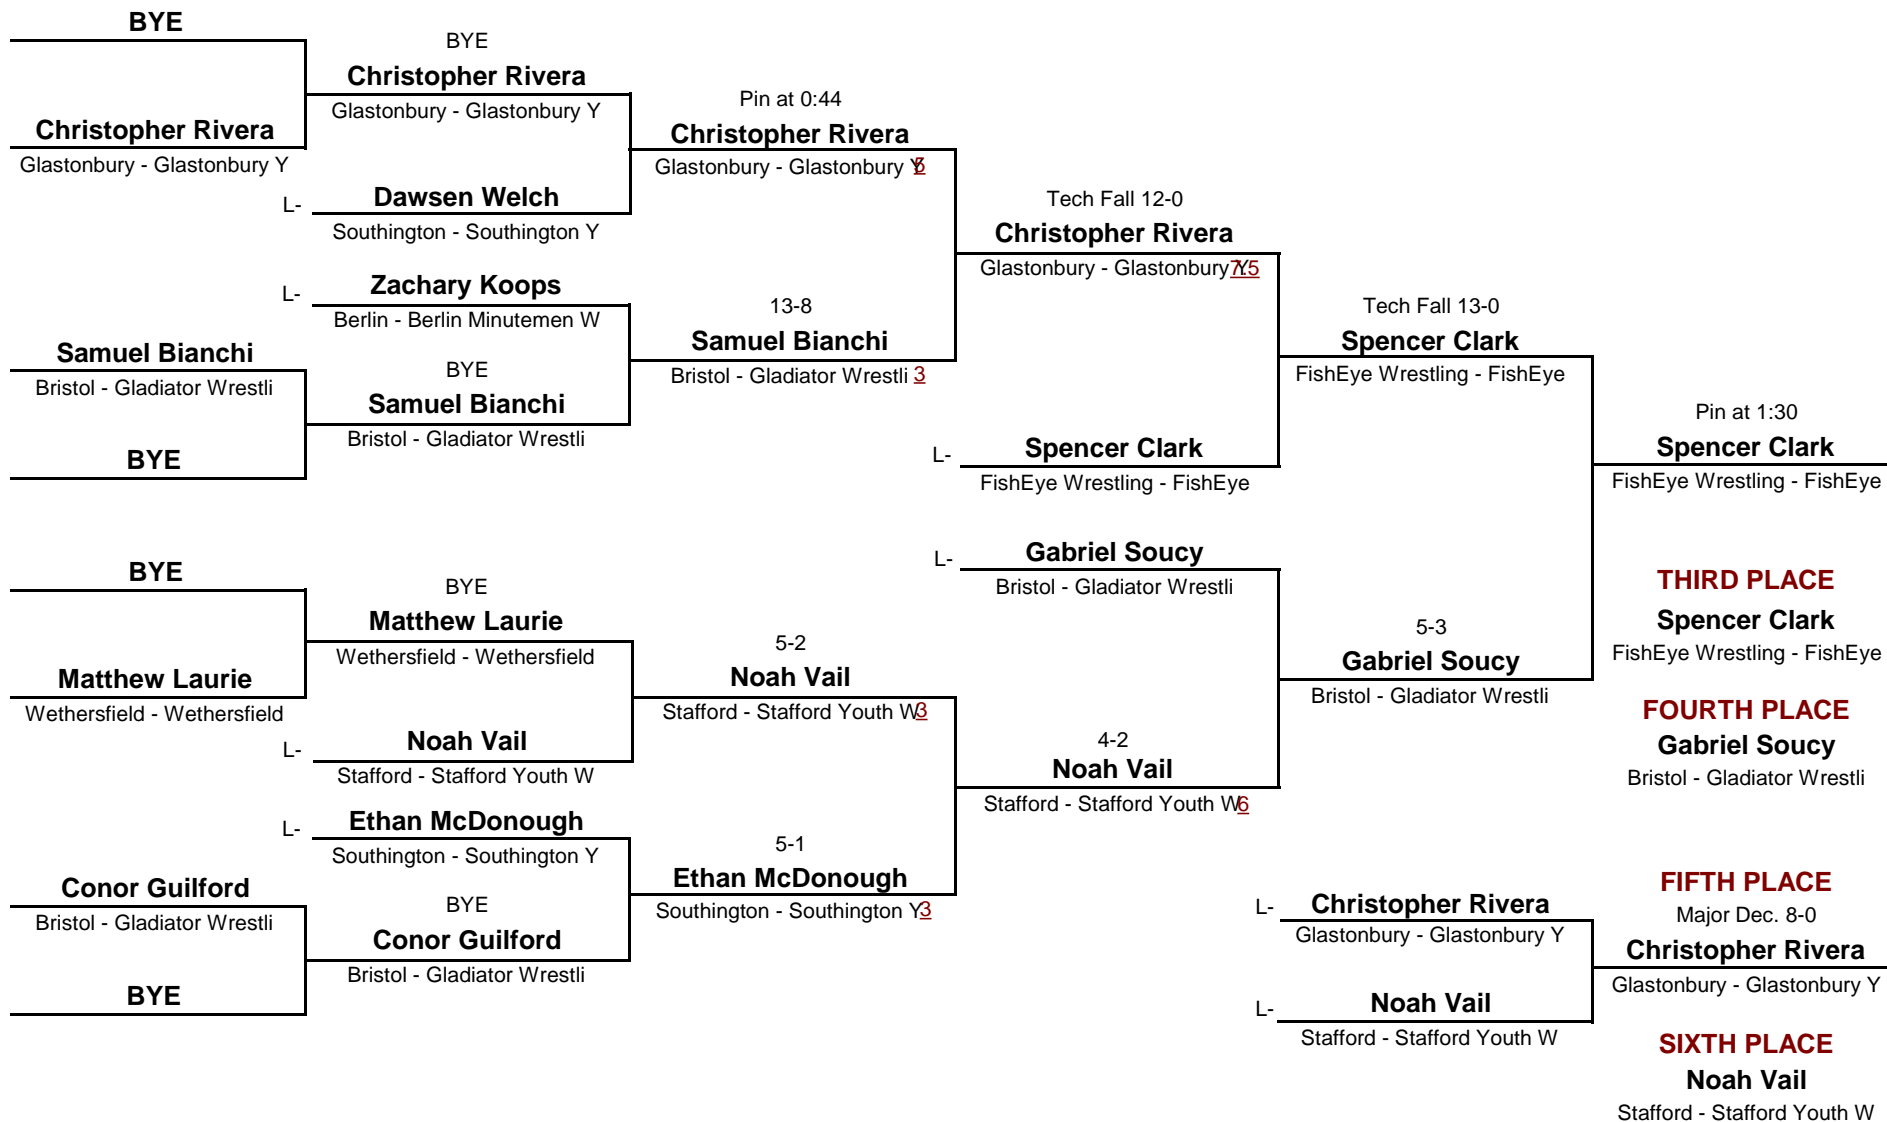 BYE
Christopher Rivera
Glastonbury - Glastonbury Y
Samuel Bianchi
Bristol - Gladiator Wrestli
BYE
BYE
Matthew Laurie
Wethersfield - Wethersfield
Conor Guilford
Bristol - Gladiator Wrestli
BYE
BYE
Christopher Rivera
Glastonbury - Glastonbury Y
L- Dawsen Welch
Southington - Southington Y
L- Zachary Koops
Berlin - Berlin Minutemen W
BYE
Samuel Bianchi
Bristol - Gladiator Wrestli
BYE
Matthew Laurie
Wethersfield - Wethersfield
L- Noah Vail
Stafford - Stafford Youth W
L- Ethan McDonough
Southington - Southington Y
BYE
Conor Guilford
Bristol - Gladiator Wrestli
Pin at 0:44
Christopher Rivera
Glastonbury - Glastonbury Y
13-8
Samuel Bianchi
Bristol - Gladiator Wrestli 3
5-2
Noah Vail
Stafford - Stafford Youth W3
5-1
Ethan McDonough
Southington - Southington Y3
Tech Fall 12-0
Christopher Rivera
Glastonbury - Glastonbury Y7.5
L- Spencer Clark
FishEye Wrestling - FishEye
L- Gabriel Soucy
Bristol - Gladiator Wrestli
4-2
Noah Vail
Stafford - Stafford Youth W6
Tech Fall 13-0
Spencer Clark
FishEye Wrestling - FishEye
5-3
Gabriel Soucy
Bristol - Gladiator Wrestli
L- Christopher Rivera
Glastonbury - Glastonbury Y
L- Noah Vail
Stafford - Stafford Youth W
Pin at 1:30
Spencer Clark
FishEye Wrestling - FishEye
THIRD PLACE
Spencer Clark
FishEye Wrestling - FishEye
FOURTH PLACE
Gabriel Soucy
Bristol - Gladiator Wrestli
FIFTH PLACE
Major Dec. 8-0
Christopher Rivera
Glastonbury - Glastonbury Y
SIXTH PLACE
Noah Vail
Stafford - Stafford Youth W